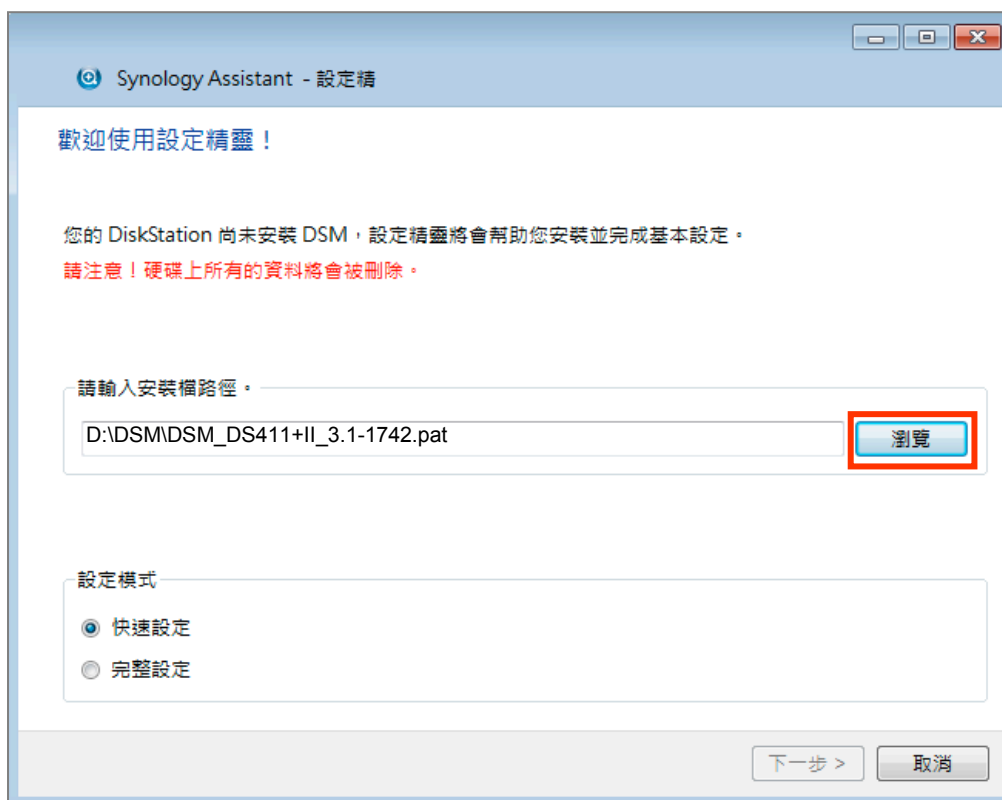 Synology Assistant - 設定精
歡迎使用設定精靈！
您的 DiskStation 尚未安裝 DSM，設定精靈將會幫助您安裝並完成基本設定。
請注意！硬碟上所有的資料將會被刪除。
請輸入安裝檔路徑。
D:\DSM\DSM_DS411+II_3.1-1742.pat
瀏覽
設定模式
快速設定
完整設定
下一步 >
取消